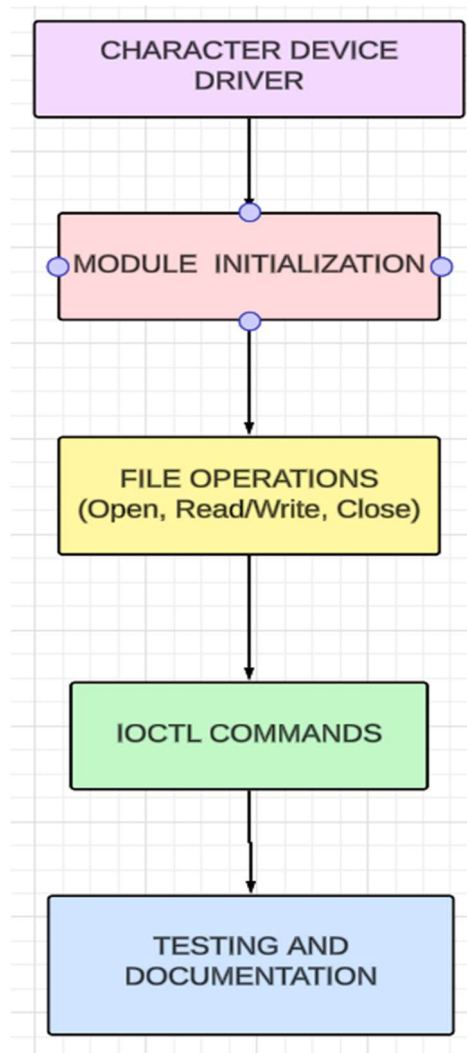 CHARACTER DEVICE
DRIVER
MODULE  INITIALIZATION
FILE OPERATIONS
(Open, Read/Write, Close)
IOCTL COMMANDS
TESTING AND
DOCUMENTATION